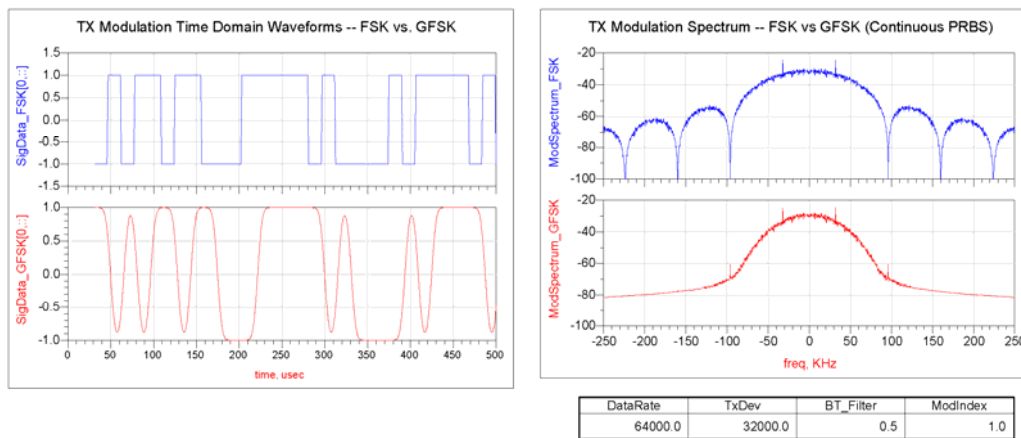 TX Modulation Time Domain Waveforms -- FSK vs. GFSK
SigData_FSK[0,::]
1.5
1.0
0.5
0.0
-0.5
-1.0
-1.5
SigData_GFSK[0,::]
1.0
0.5
0.0
-0.5
-1.0
0 50 100 150 200 250 300 350 400 450 500
time, usec
TX Modulation Spectrum -- FSK vs GFSK (Continuous PRBS)
ModSpectrum_FSK
-20
-40
-60
-80
-100
ModSpectrum_GFSK
-20
-40
-60
-80
-100
-250 -200 -150 -100 -50 0 50 100 150 200 250
freq, KHz
DataRate TxDev BT_Filter ModIndex
64000.0 32000.0 0.5 1.0